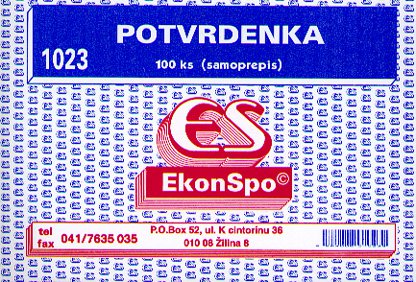 POTVRDENKA
1023
100 ks (samoprepis)
ES
EkonSpo©
tel
fax
041/7635 035
P.O.Box 52, ul. K cintorínu 36
010 08 Žilina 8